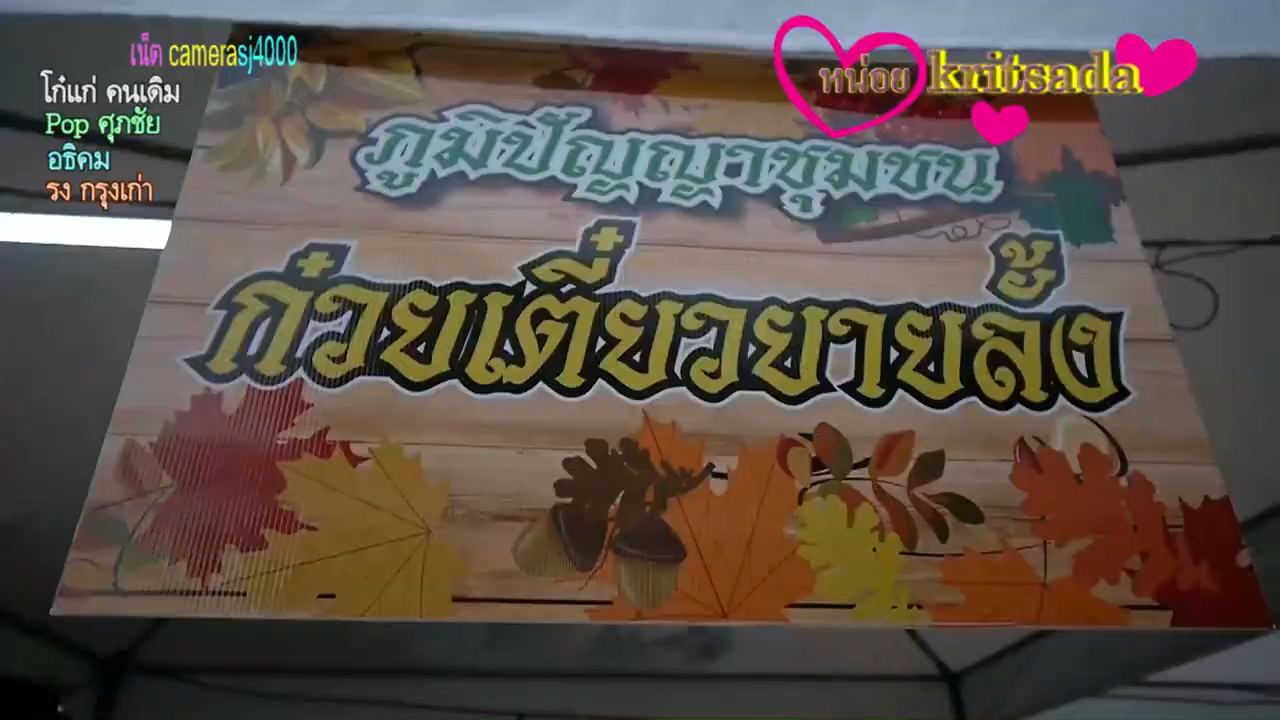 เน็ต camerasj4000
หน่อย kritsada
โก๋แก่ คนเดิม
Pop ศุภชัย
อธิคม
รง กรุงเก่า
ภูมิปัญญาชุมชน
ก๋วยเตี๋ยวยายลั้ง